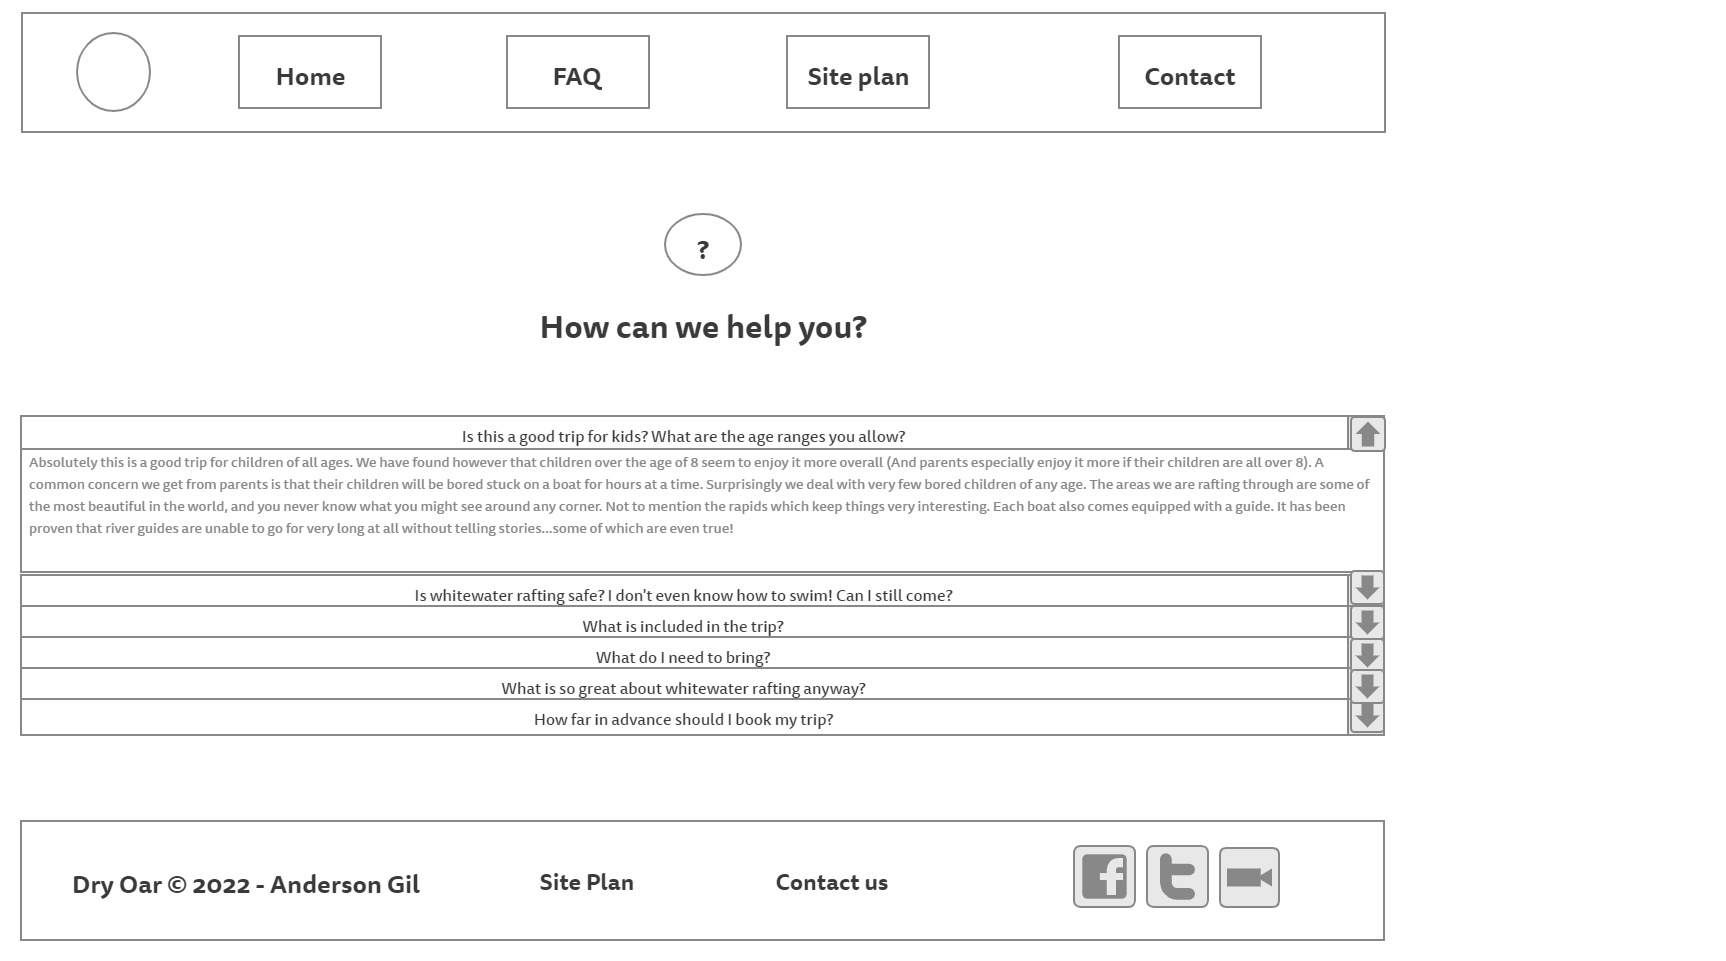 Home FAQ Site plan Contact
?
How can we help you?
Is this a good trip for kids? What are the age ranges you allow?
Absolutely this is a good trip for children of all ages. We have found however that children over the age of 8 seem to enjoy it more overall (And parents especially enjoy it more if their children are all over 8). A
common concern we get from parents is that their children will be bored stuck on a boat for hours at a time. Surprisingly we deal with very few bored children of any age. The areas we are rafting through are some of
the most beautiful in the world, and you never know what you might see around any corner. Not to mention the rapids which keep things very interesting. Each boat also comes equipped with a guide. It has been
proven that river guides are unable to go for very long at all without telling stories...some of which are even true!
Is whitewater rafting safe? I don't even know how to swim! Can I still come?
What is included in the trip?
What do I need to bring?
What is so great about whitewater rafting anyway?
How far in advance should I book my trip?
Dry Oar © 2022 - Anderson Gil Site Plan Contact us